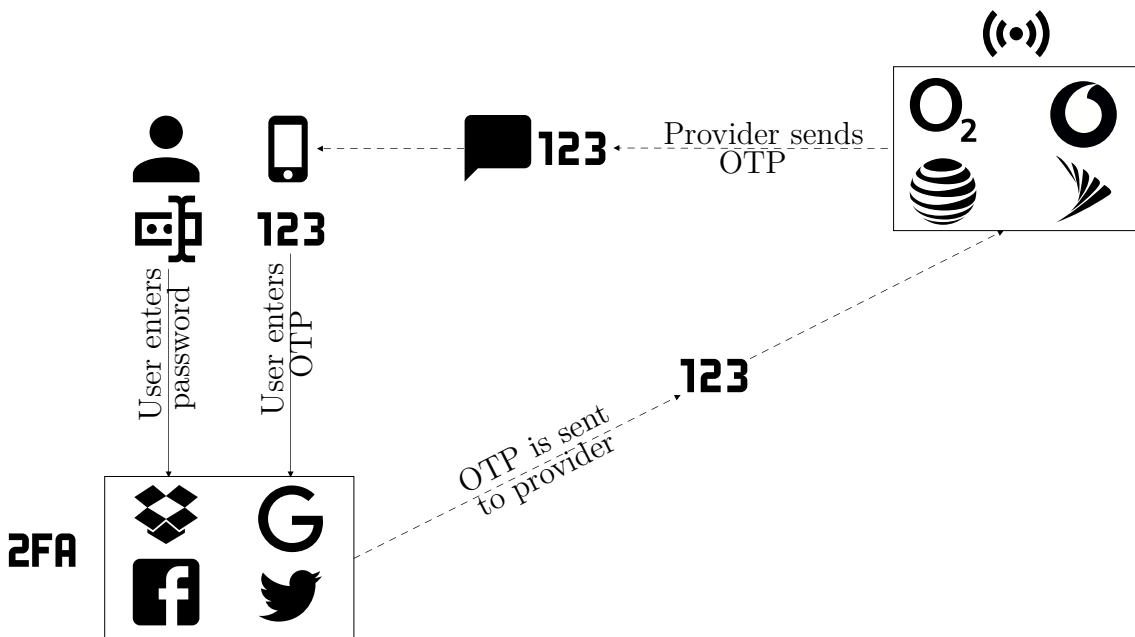 O2
Provider sends
OTP
123
123
User enters
password
User enters
OTP
123
OTP is sent
to provider
2FA
G
f